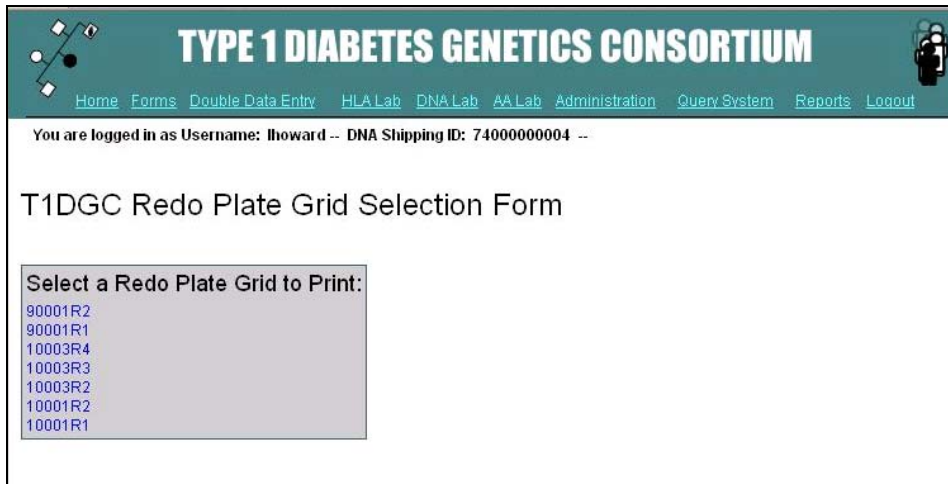 TYPE 1 DIABETES GENETICS CONSORTIUM
Home Forms Double Data Entry HLA Lab DNA Lab AA Lab Administration Query System Reports Logout
You are logged in as Username: lhoward -- DNA Shipping ID: 74000000004 --
T1DGC Redo Plate Grid Selection Form
Select a Redo Plate Grid to Print:
90001R2
90001R1
10003R4
10003R3
10003R2
10001R2
10001R1